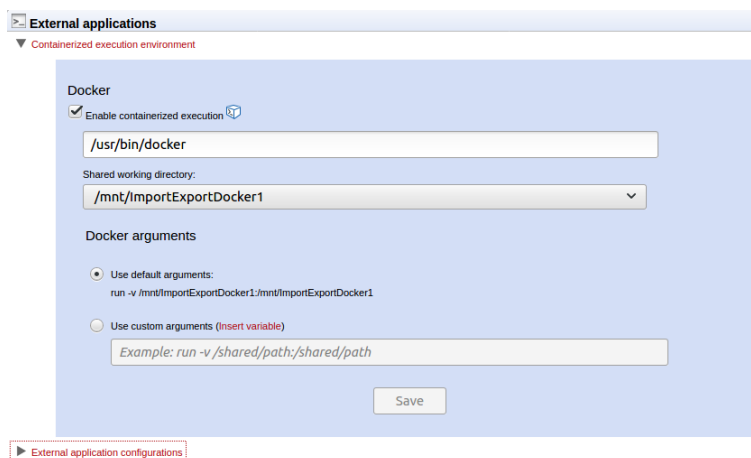 External applications
Containerized execution environment
Docker
Enable containerized execution
/usr/bin/docker
Shared working directory:
/mnt/ImportExportDocker1
Docker arguments
Use default arguments:
run -v /mnt/ImportExportDocker1:/mnt/ImportExportDocker1
Use custom arguments (Insert variable)
Example: run -v /shared/path:/shared/path
Save
External application configurations